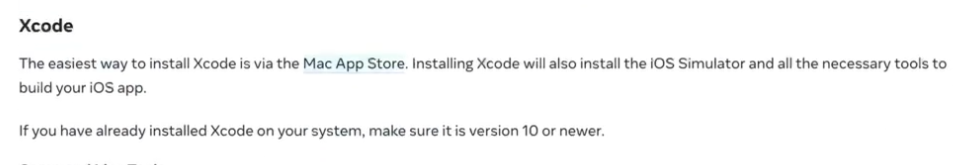 Xcode
The easiest way to install Xcode is via the Mac App Store. Installing Xcode will also install the iOS Simulator and all the necessary tools to
build your iOS app.
If you have already installed Xcode on your system, make sure it is version 10 or newer.